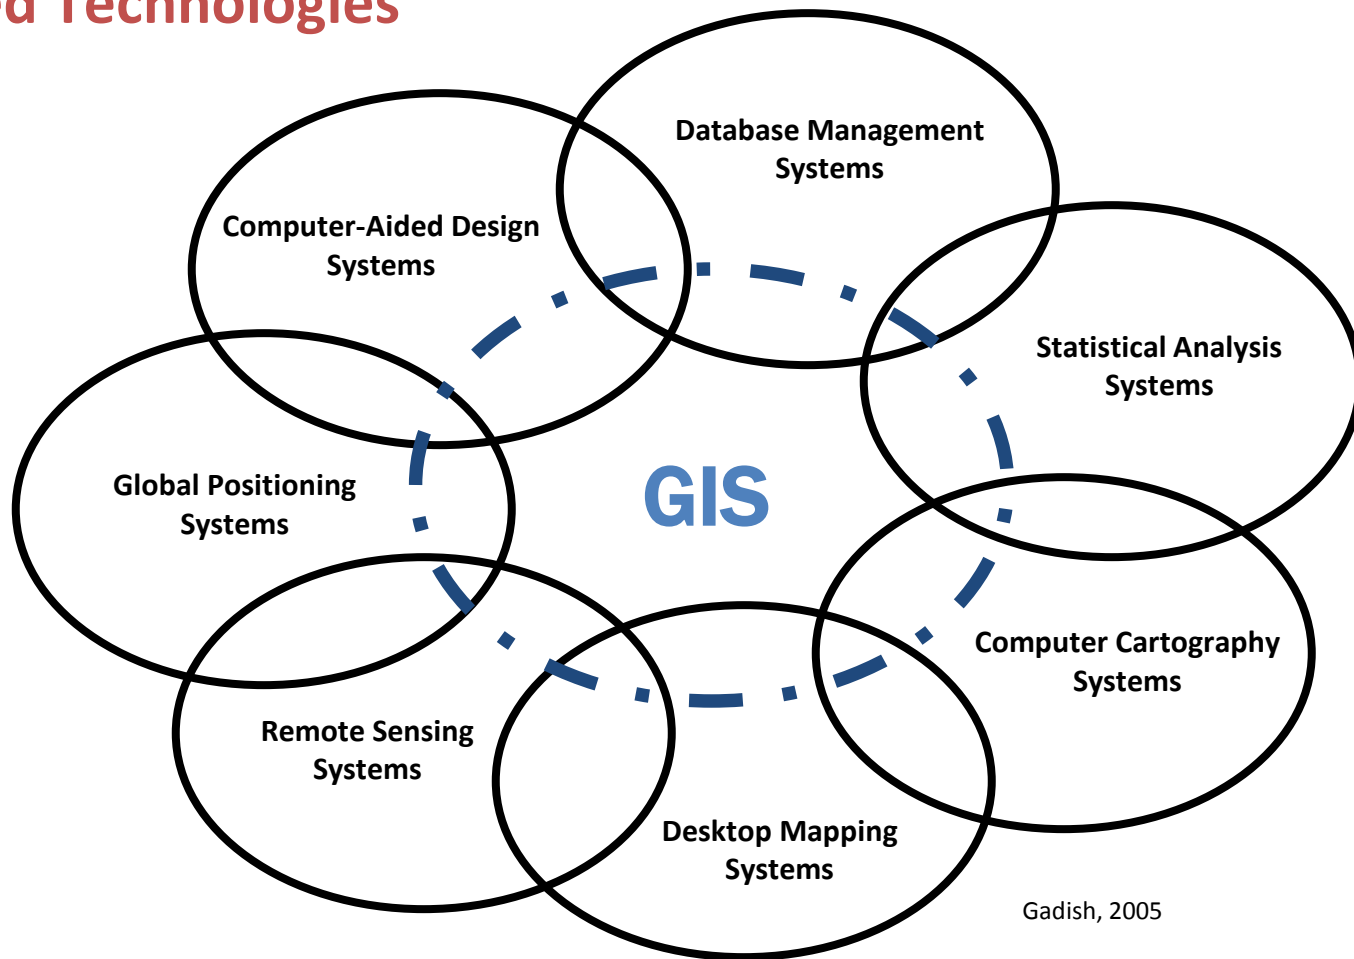 ed Technologies
Database Management
Systems
Computer-Aided Design
Systems
Statistical Analysis
Systems
Global Positioning
Systems
GIS
Computer Cartography
Systems
Remote Sensing
Systems
Desktop Mapping
Systems
Gadish, 2005